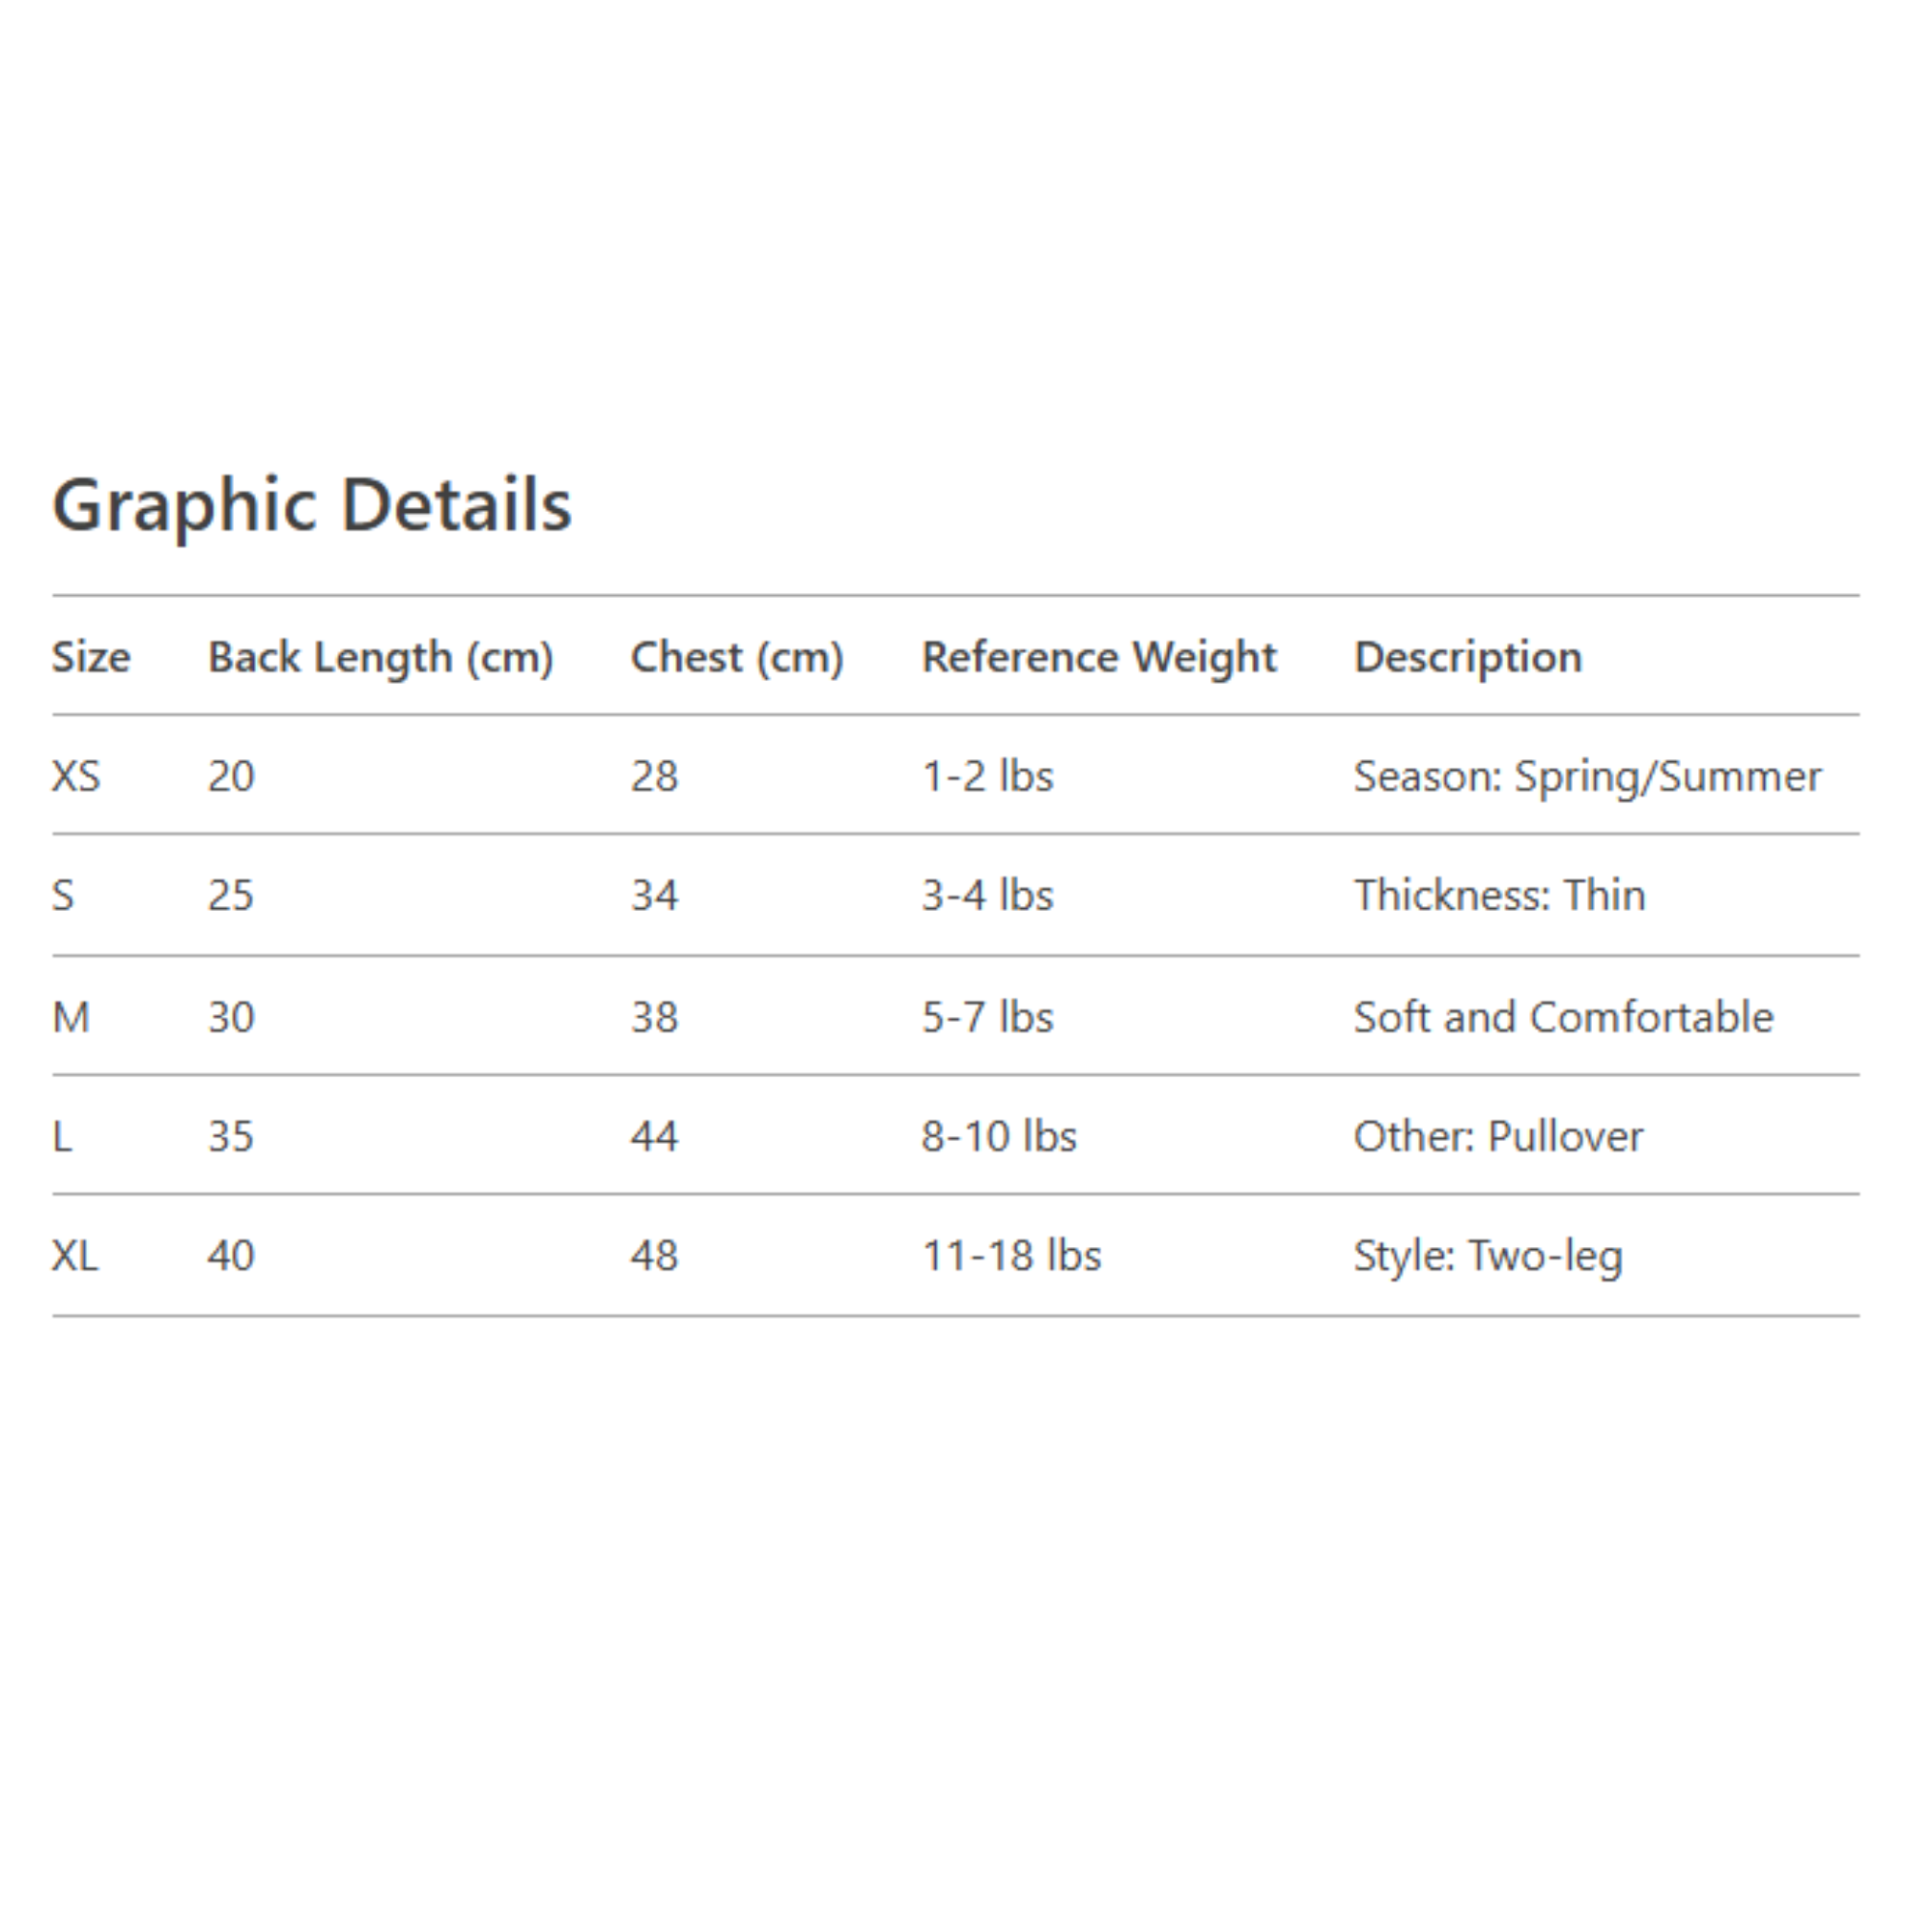 Graphic Details
Size Back Length (cm) Chest (cm) Reference Weight Description
XS 20 28 1-2 lbs Season: Spring/Summer
S 25 34 3-4 lbs Thickness: Thin
M 30 38 5-7 lbs Soft and Comfortable
L 35 44 8-10 lbs Other: Pullover
XL 40 48 11-18 lbs Style: Two-leg